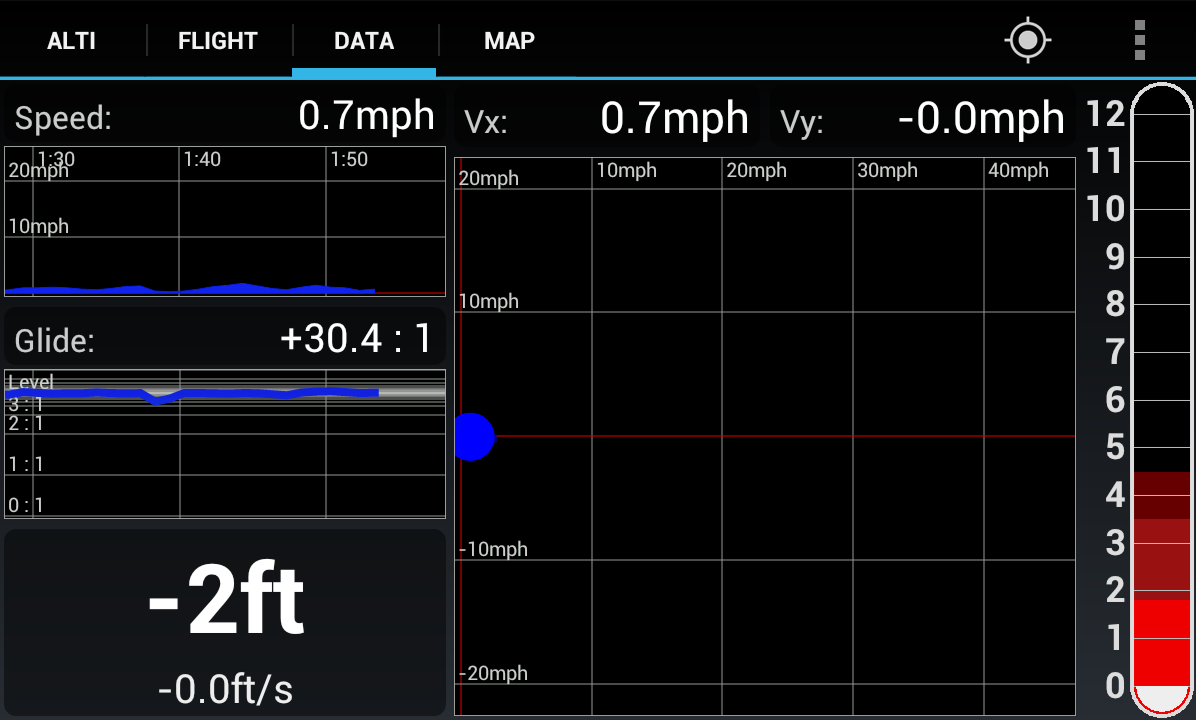 ALTI FLIGHT DATA MAP
Speed: 0.7mph
1:30 1:40 1:50
20mph
10mph
Glide: +30.4 : 1
Level
3 : 1
2 : 1
1 : 1
0 : 1
-2ft
-0.0ft/s
Vx: 0.7mph Vy: -0.0mph
10mph 20mph 30mph 40mph
20mph
10mph
-10mph
-20mph
12
11
10
9
8
7
6
5
4
3
2
1
0